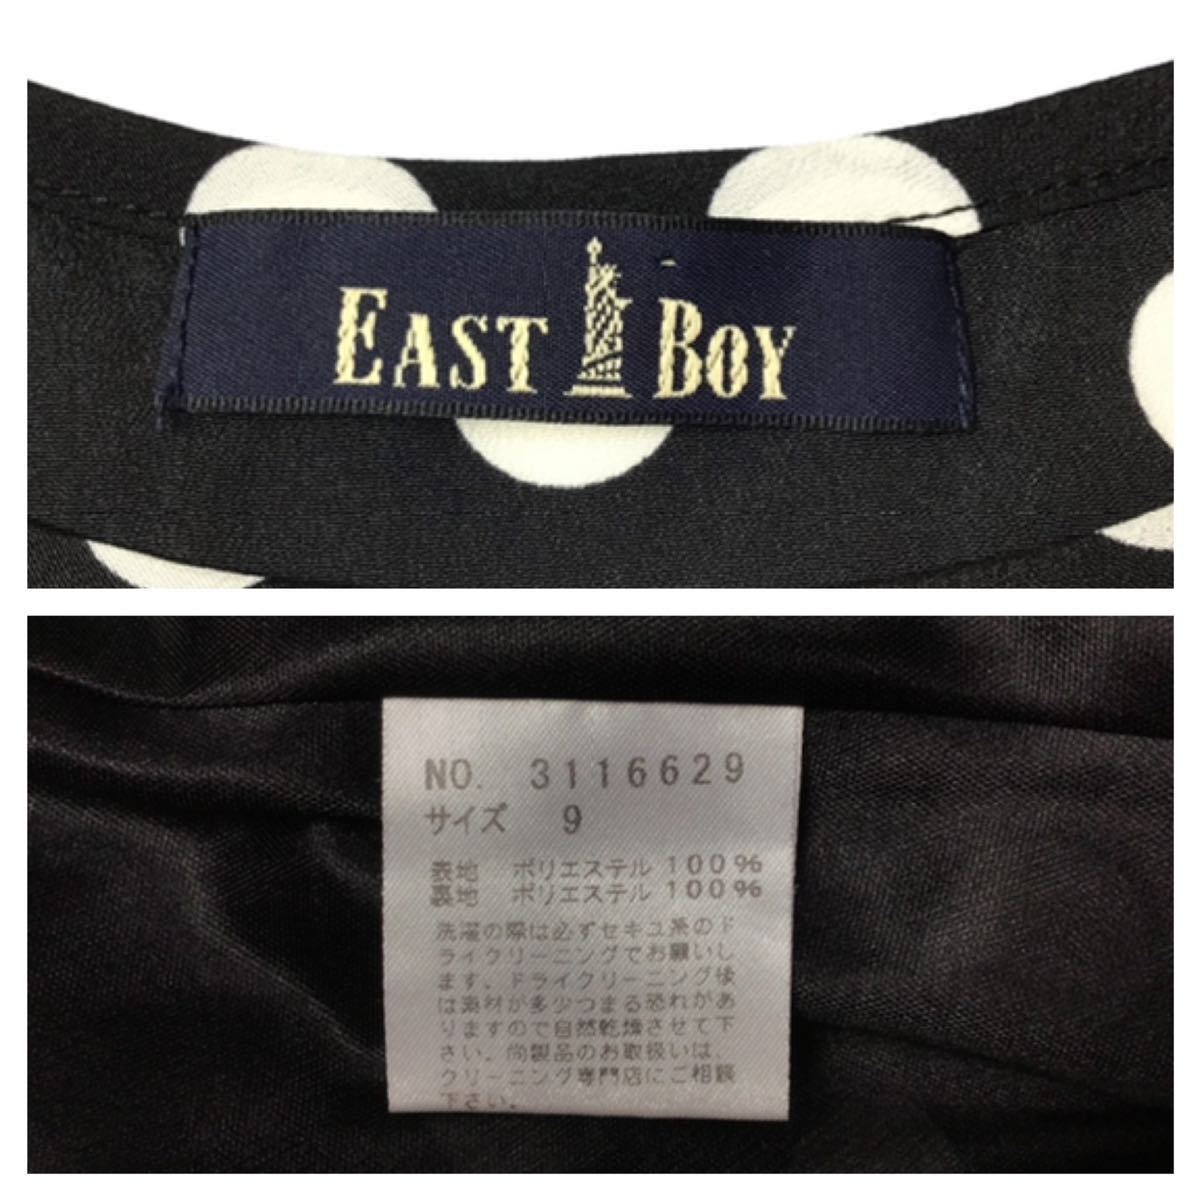 EAST BOY
NO. 3116629
サイズ 9
表地 ポリエステル 100%
裏地 ポリエステル 100%
洗濯の際は必ずセキユ系のド
ライクリーニングでお願いし
ます。ドライクリーニング後
は素材が多少つまる恐れがあ
りますので自然乾燥させて下
さい。尚製品のお取扱いは、
クリーニング専門店にご相談
下さい。